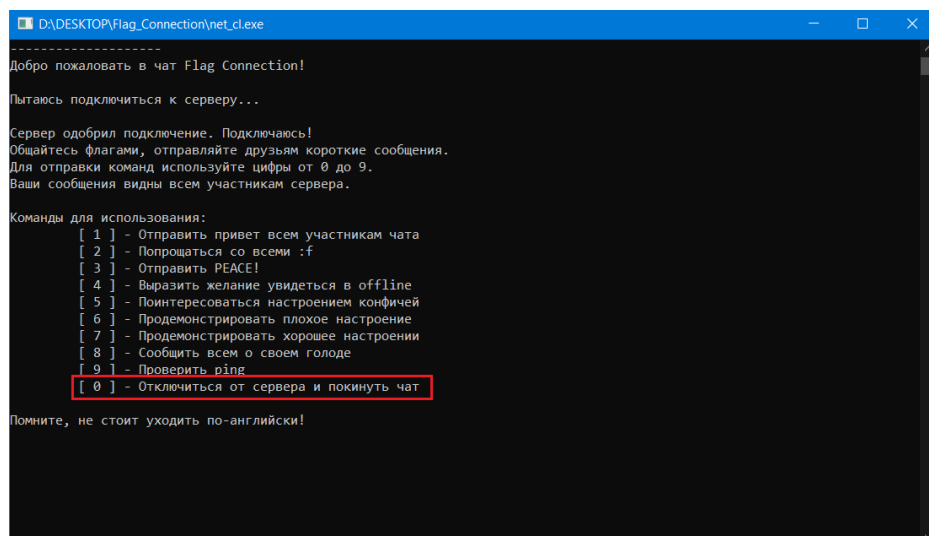 D:\DESKTOP\Flag_Connection\net_cl.exe
--------------------
Добро пожаловать в чат Flag Connection!
Пытаюсь подключиться к серверу...
Сервер одобрил подключение. Подключаюсь!
Общайтесь флагами, отправляйте друзьям короткие сообщения.
Для отправки команд используйте цифры от 0 до 9.
Ваши сообщения видны всем участникам сервера.
Команды для использования:
[ 1 ] - Отправить привет всем участникам чата
[ 2 ] - Попрощаться со всеми :f
[ 3 ] - Отправить PEACE!
[ 4 ] - Выразить желание увидеться в offline
[ 5 ] - Поинтересоваться настроением конфичей
[ 6 ] - Продемонстрировать плохое настроение
[ 7 ] - Продемонстрировать хорошее настроении
[ 8 ] - Сообщить всем о своем голоде
[ 9 ] - Проверить ping
[ 0 ] - Отключиться от сервера и покинуть чат
Помните, не стоит уходить по-английски!